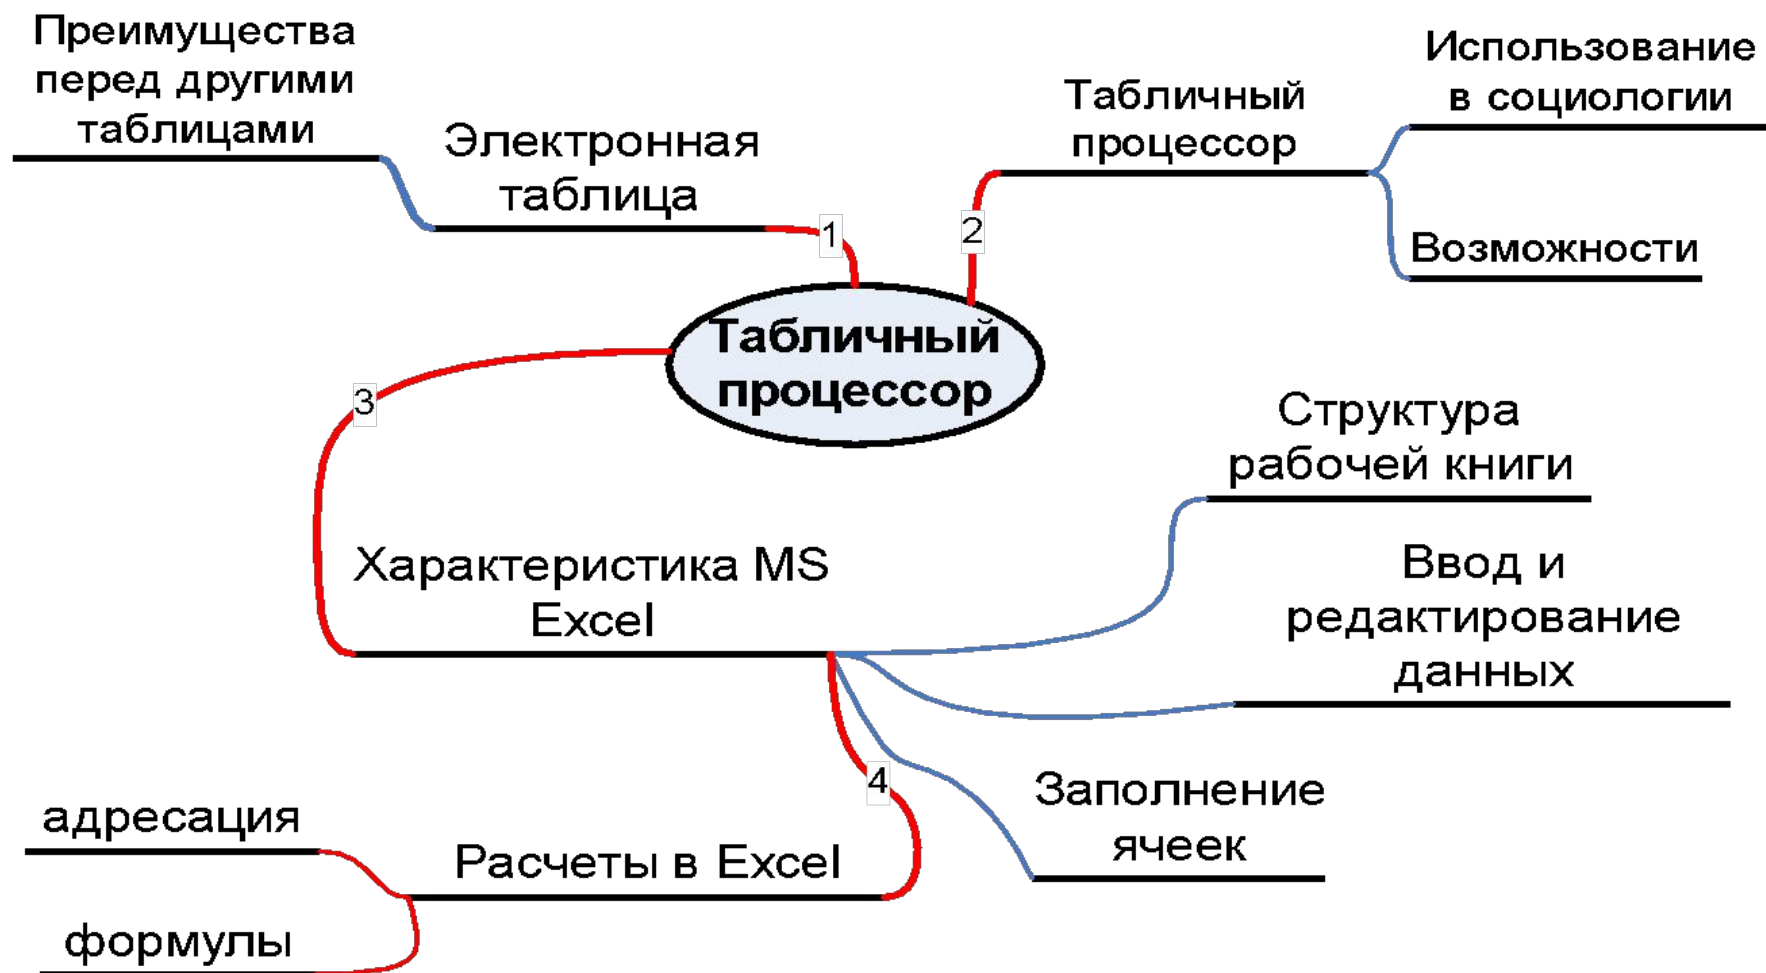 Преимущества
перед другими
таблицами
Электронная
таблица
1
Табличный
процессор
2
Использование
в социологии
Возможности
Табличный
процессор
3
Характеристика MS
Excel
Структура
рабочей книги
Ввод и
редактирование
данных
Заполнение
ячеек
4
Расчеты в Excel
адресация
формулы